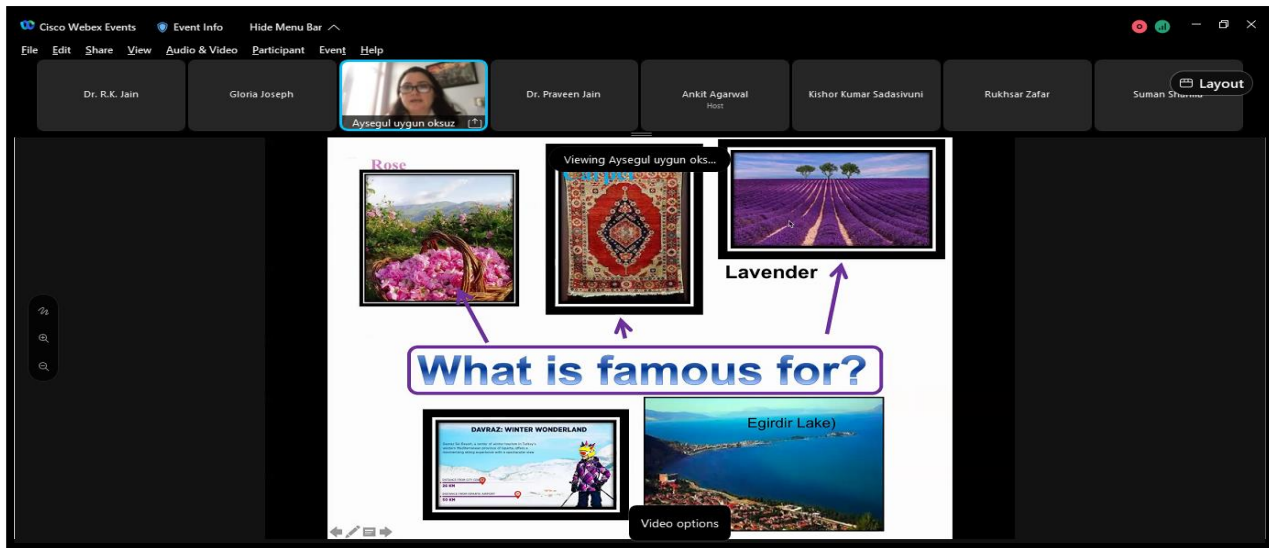 Cisco Webex Events Event Info Hide Menu Bar
File Edit Share View Audio & Video Participant Event Help
Dr. R.K. Jain
Gloria Joseph
Aysegul uygun oksuz
Dr. Praveen Jain
Ankit Agarwal
Host
Kishor Kumar Sadasivuni
Rukhsar Zafar
Suman
Layout
Viewing Aysegul uygun oks...
Rose
Carpet
Lavender
What is famous for?
DAVRAZ: WINTER WONDERLAND
Egirdir Lake)
Video options